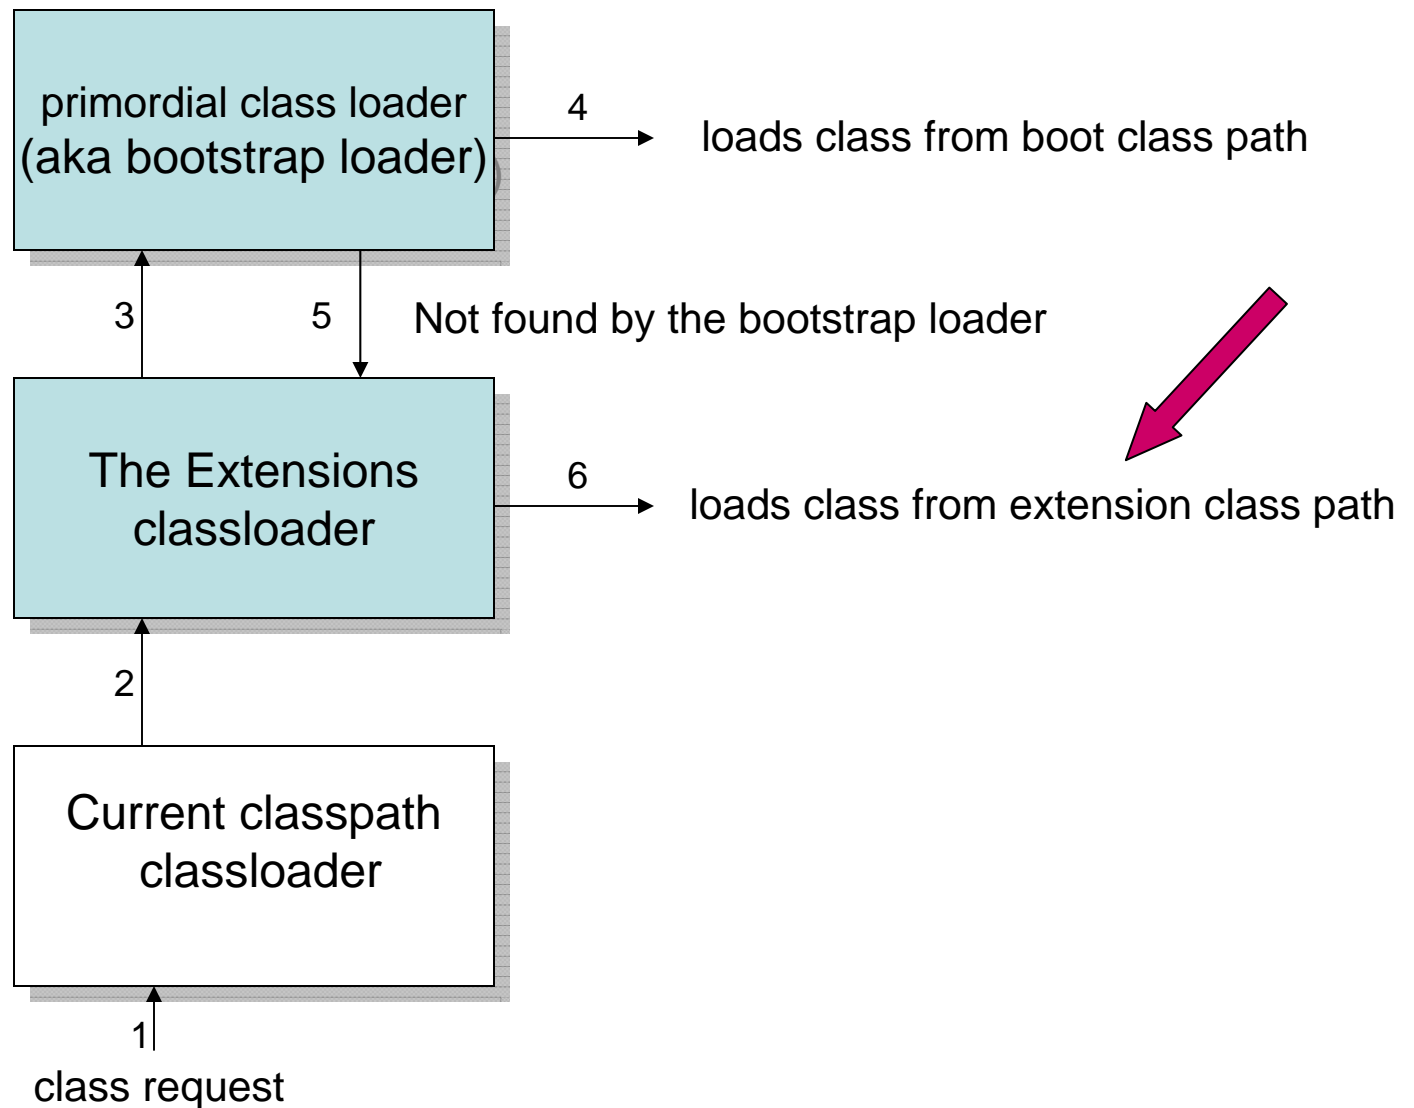 primordial class loader
(aka bootstrap loader)
4
loads class from boot class path
3
5
Not found by the bootstrap loader
The Extensions
classloader
6
loads class from extension class path
2
Current classpath
classloader
1
class request